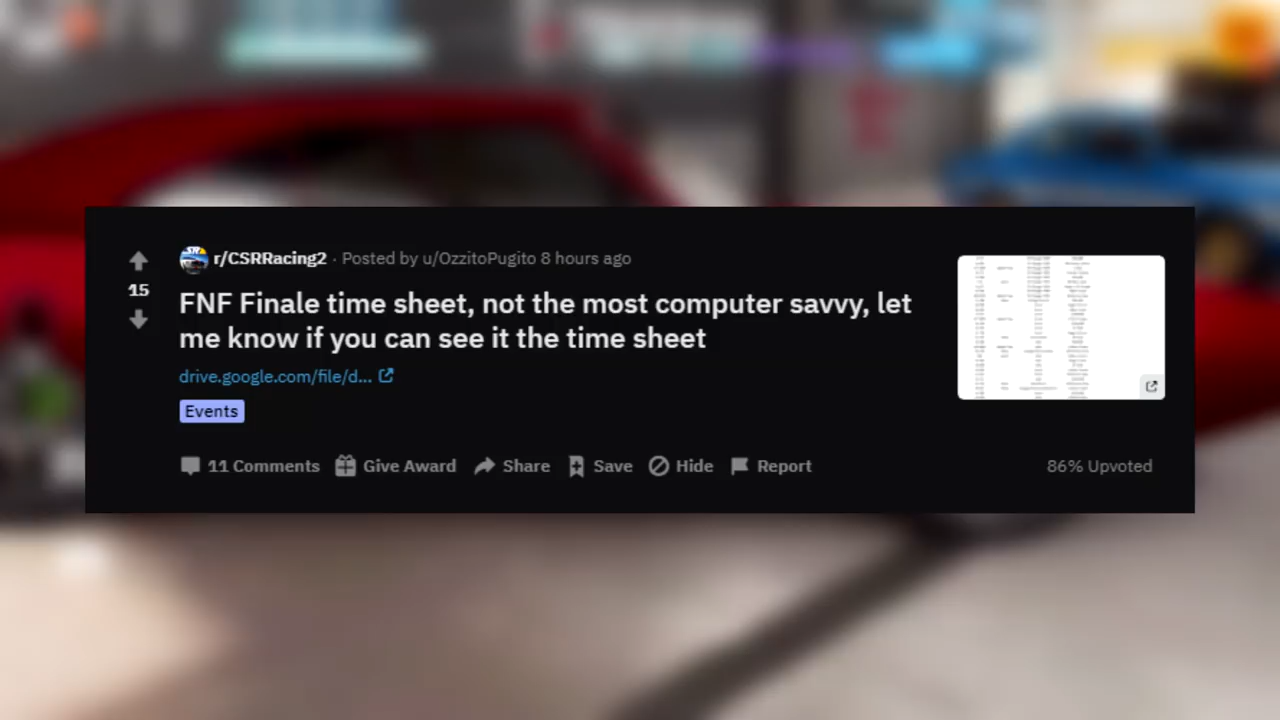 r/CSRRacing2 · Posted by u/OzzitoPugito 8 hours ago
15
FNF Finale time sheet, not the most computer savvy, let
me know if you can see it the time sheet
drive.google.com/file/d...
Events
11 Comments Give Award Share Save Hide Report 86% Upvoted